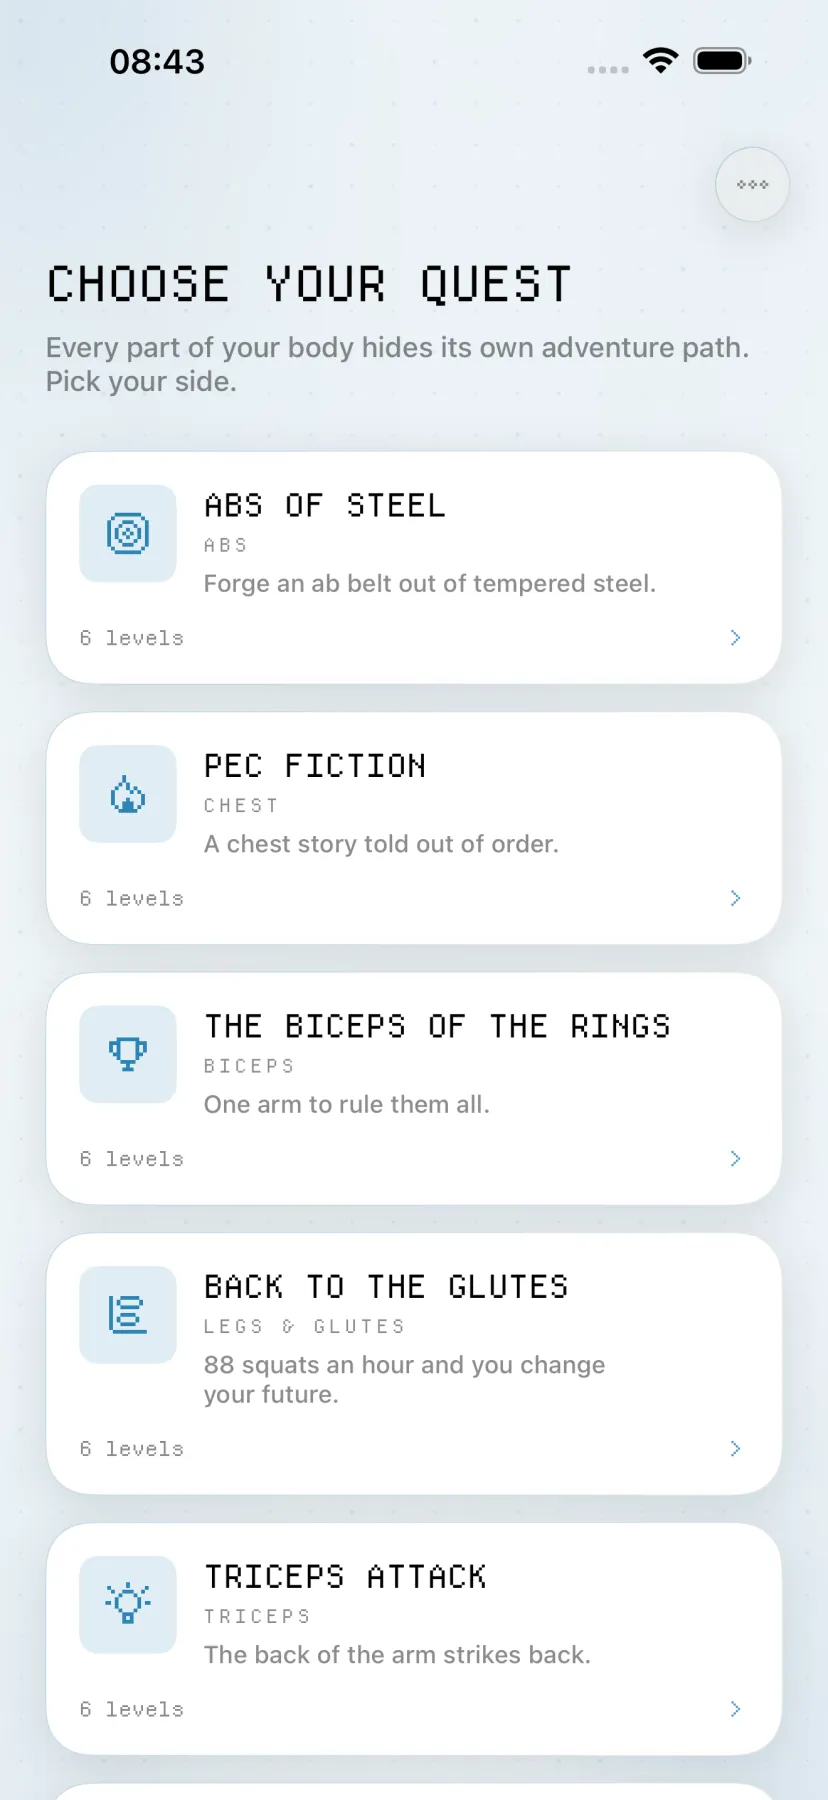 08:43
CHOOSE YOUR QUEST
Every part of your body hides its own adventure path.
Pick your side.
ABS OF STEEL
ABS
Forge an ab belt out of tempered steel.
6 levels
PEC FICTION
CHEST
A chest story told out of order.
6 levels
THE BICEPS OF THE RINGS
BICEPS
One arm to rule them all.
6 levels
BACK TO THE GLUTES
LEGS & GLUTES
88 squats an hour and you change
your future.
6 levels
TRICEPS ATTACK
TRICEPS
The back of the arm strikes back.
6 levels